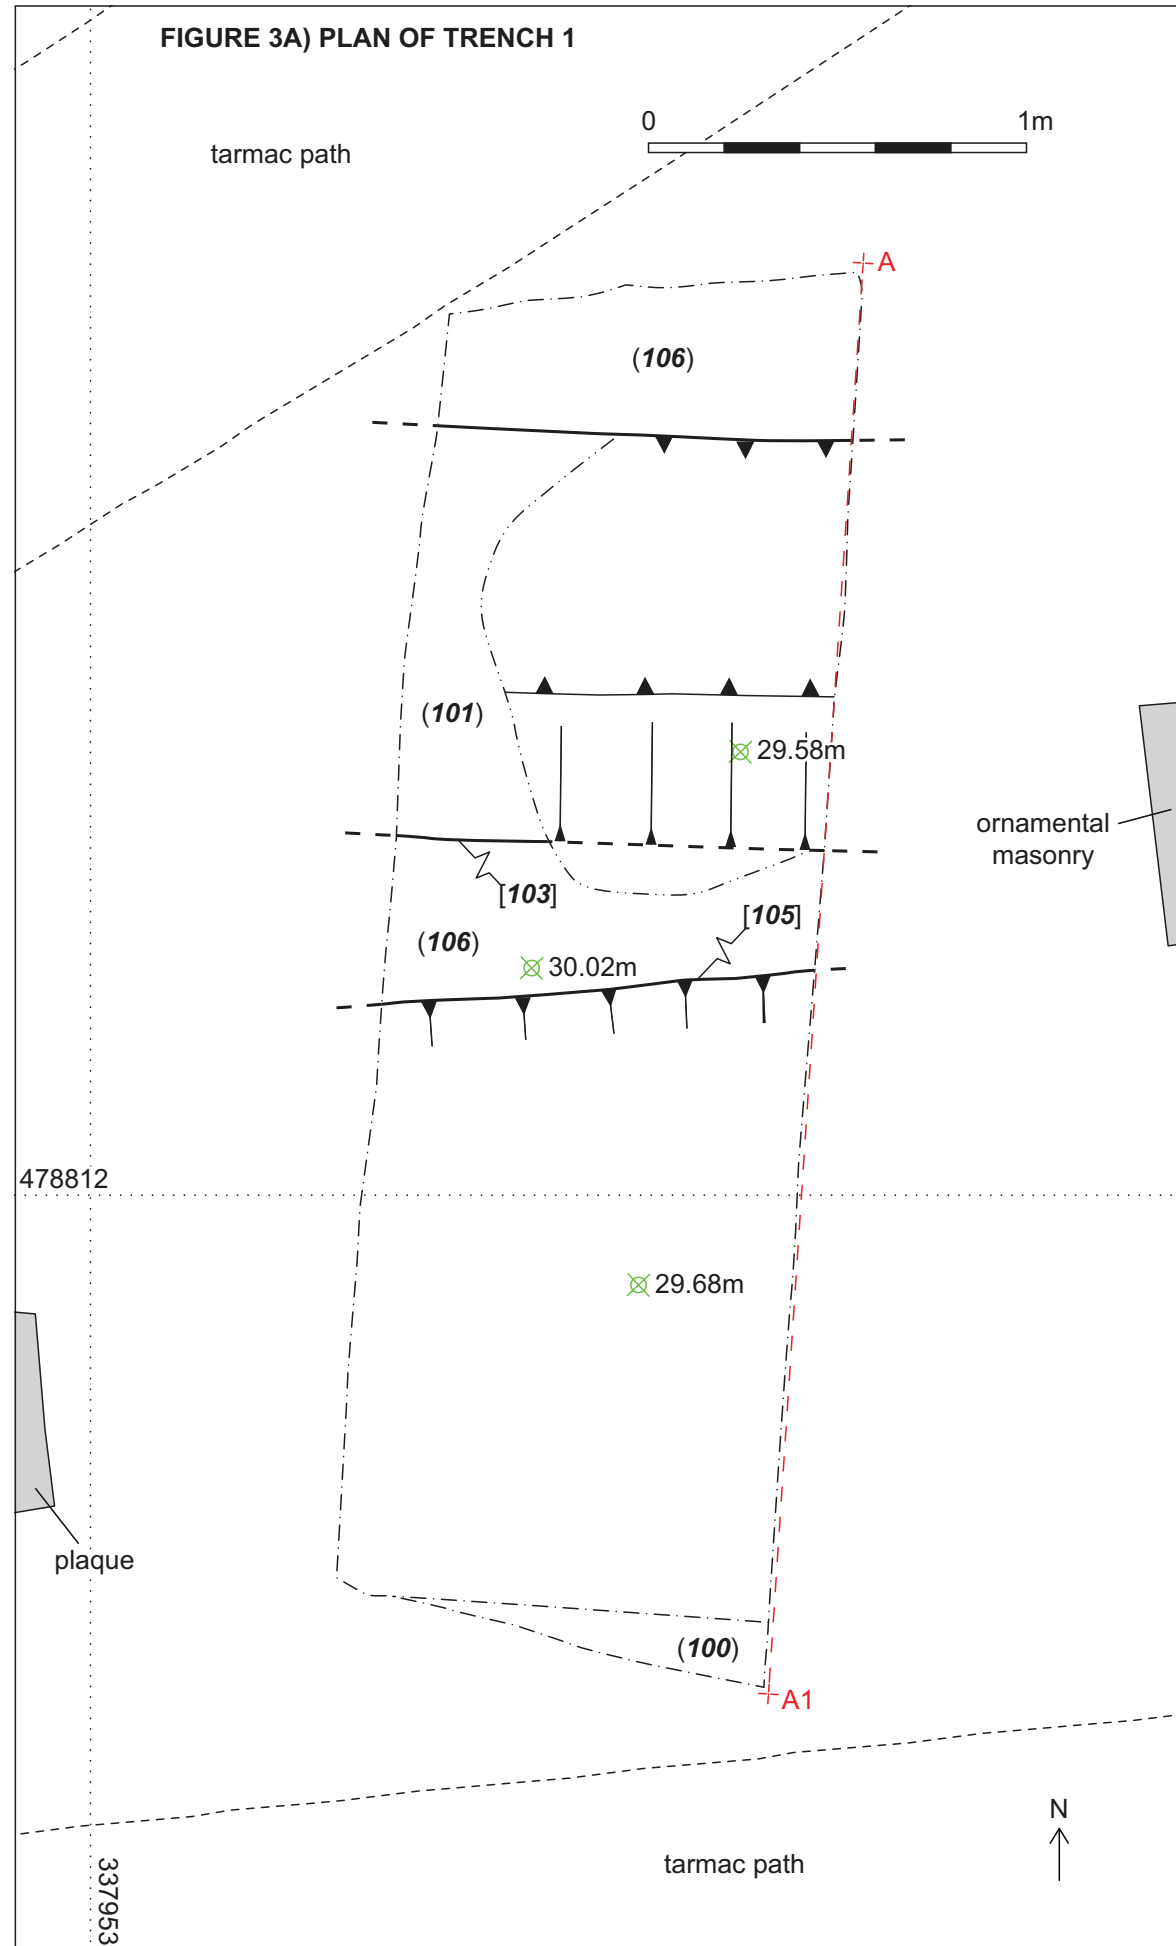 FIGURE 3A) PLAN OF TRENCH 1
0 1m
tarmac path
A
(106)
(101)
29.58m
ornamental
masonry
[103]
[105]
(106)
30.02m
478812
29.68m
plaque
(100)
A1
N
tarmac path
337953